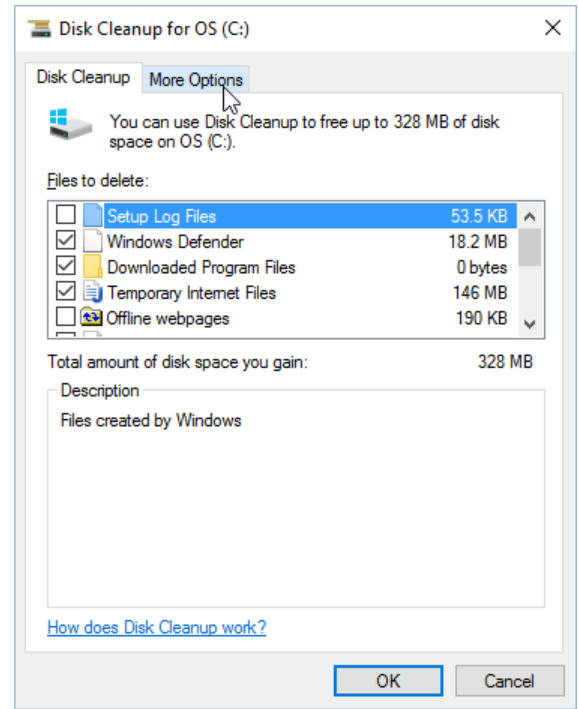 Disk Cleanup for OS (C:)
Disk Cleanup More Options
You can use Disk Cleanup to free up to 328 MB of disk
space on OS (C:).
Files to delete:
Setup Log Files 53.5 KB
Windows Defender 18.2 MB
Downloaded Program Files 0 bytes
Temporary Internet Files 146 MB
Offline webpages 190 KB
Total amount of disk space you gain: 328 MB
Description
Files created by Windows
How does Disk Cleanup work?
OK Cancel